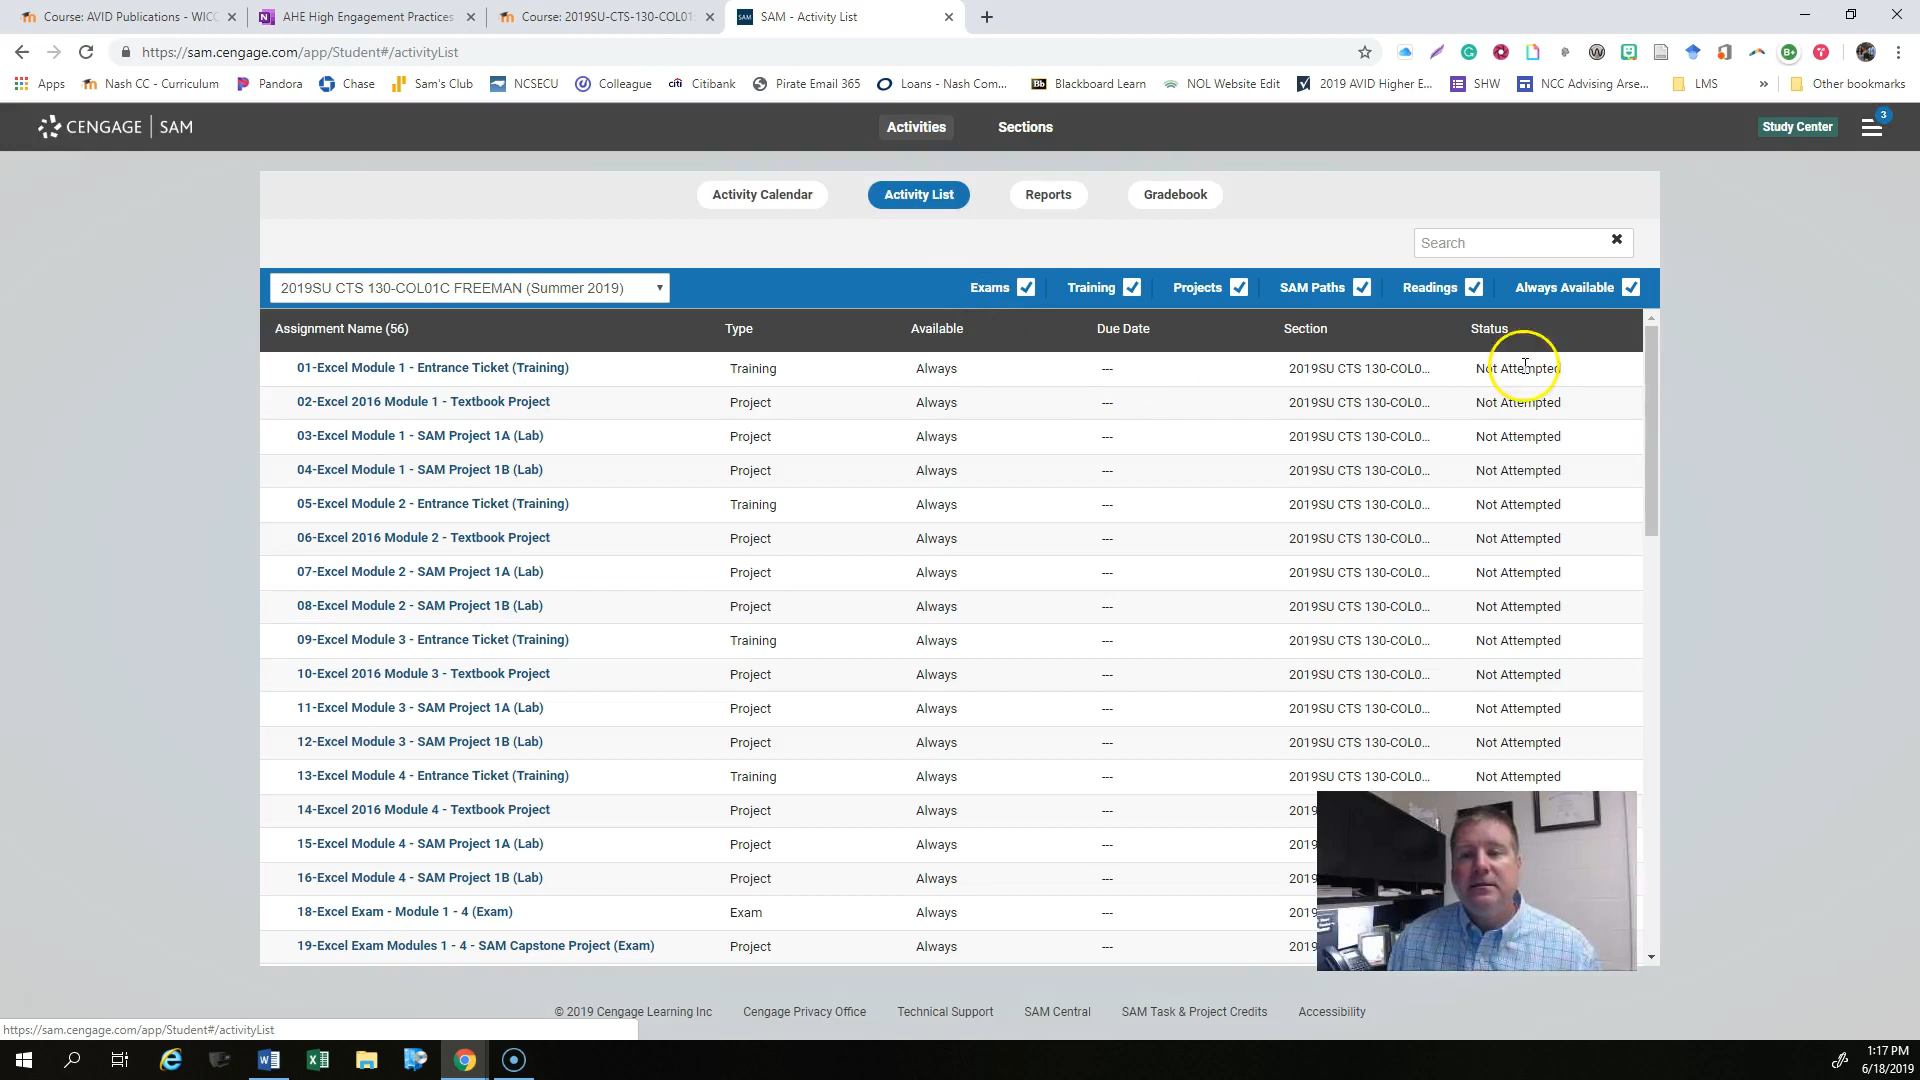 Course: AVID Publications - WICC
AHE High Engagement Practices
Course: 2019SU-CTS-130-COL01
SAM - Activity List
https://sam.cengage.com/app/Student#/activityList
Apps Nash CC - Curriculum Pandora Chase Sam's Club NCSECU Colleague citi Citibank Pirate Email 365 Loans - Nash Com... Bb Blackboard Learn NOL Website Edit 2019 AVID Higher E... SHW NCC Advising Arse... LMS » Other bookmarks
CENGAGE | SAM Activities Sections Study Center 3
Activity Calendar Activity List Reports Gradebook
Search
2019SU CTS 130-COL01C FREEMAN (Summer 2019) Exams Training Projects SAM Paths Readings Always Available
Assignment Name (56) Type Available Due Date Section Status
01-Excel Module 1 - Entrance Ticket (Training) Training Always --- 2019SU CTS 130-COL0... Not Attempted
02-Excel 2016 Module 1 - Textbook Project Project Always --- 2019SU CTS 130-COL0... Not Attempted
03-Excel Module 1 - SAM Project 1A (Lab) Project Always --- 2019SU CTS 130-COL0... Not Attempted
04-Excel Module 1 - SAM Project 1B (Lab) Project Always --- 2019SU CTS 130-COL0... Not Attempted
05-Excel Module 2 - Entrance Ticket (Training) Training Always --- 2019SU CTS 130-COL0... Not Attempted
06-Excel 2016 Module 2 - Textbook Project Project Always --- 2019SU CTS 130-COL0... Not Attempted
07-Excel Module 2 - SAM Project 1A (Lab) Project Always --- 2019SU CTS 130-COL0... Not Attempted
08-Excel Module 2 - SAM Project 1B (Lab) Project Always --- 2019SU CTS 130-COL0... Not Attempted
09-Excel Module 3 - Entrance Ticket (Training) Training Always --- 2019SU CTS 130-COL0... Not Attempted
10-Excel 2016 Module 3 - Textbook Project Project Always --- 2019SU CTS 130-COL0... Not Attempted
11-Excel Module 3 - SAM Project 1A (Lab) Project Always --- 2019SU CTS 130-COL0... Not Attempted
12-Excel Module 3 - SAM Project 1B (Lab) Project Always --- 2019SU CTS 130-COL0... Not Attempted
13-Excel Module 4 - Entrance Ticket (Training) Training Always --- 2019SU CTS 130-COL0... Not Attempted
14-Excel 2016 Module 4 - Textbook Project Project Always --- 2019
15-Excel Module 4 - SAM Project 1A (Lab) Project Always --- 2019
16-Excel Module 4 - SAM Project 1B (Lab) Project Always --- 2019
18-Excel Exam - Module 1 - 4 (Exam) Exam Always --- 2019
19-Excel Exam Modules 1 - 4 - SAM Capstone Project (Exam) Project Always --- 2019
© 2019 Cengage Learning Inc Cengage Privacy Office Technical Support SAM Central SAM Task & Project Credits Accessibility
https://sam.cengage.com/app/Student#/activityList
1:17 PM
6/18/2019